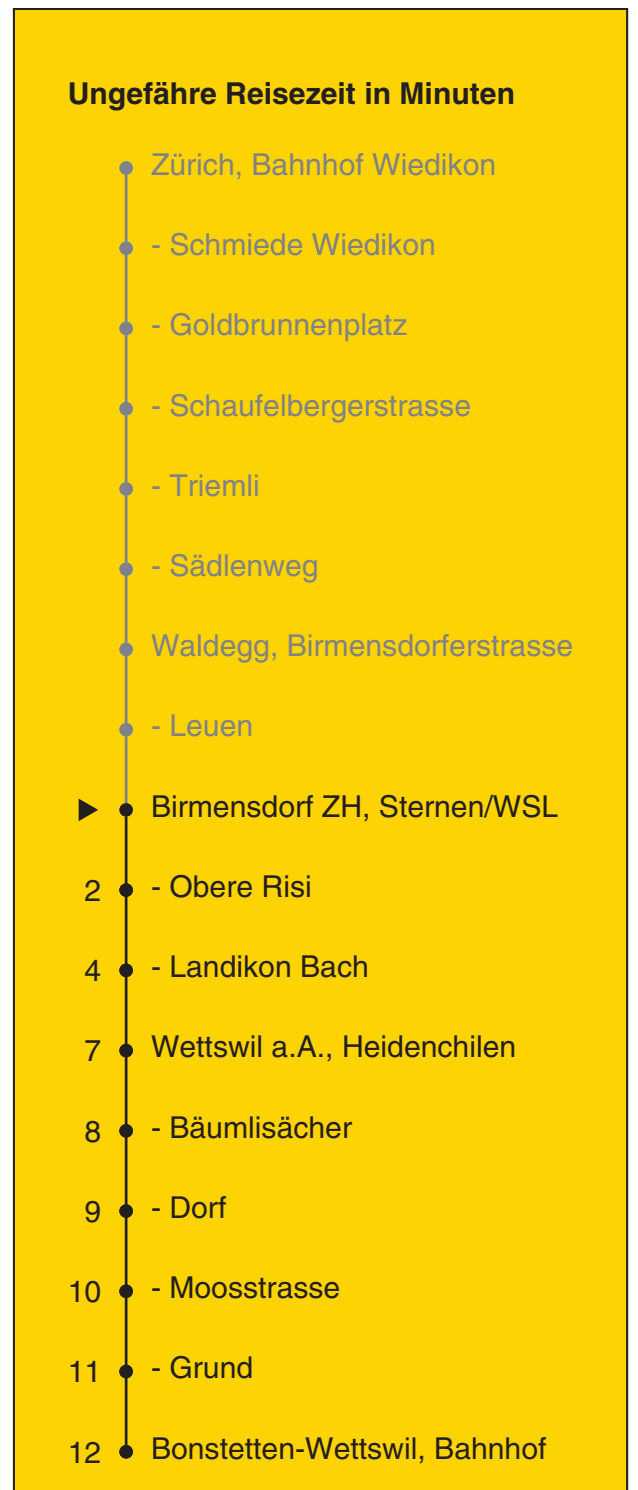 Ungefähre Reisezeit in Minuten
Zürich, Bahnhof Wiedikon
- Schmiede Wiedikon
- Goldbrunnenplatz
- Schaufelbergerstrasse
- Triemli
- Sädlenweg
Waldegg, Birmensdorferstrasse
- Leuen
Birmensdorf ZH, Sternen/WSL
2 - Obere Risi
4 - Landikon Bach
7 Wettswil a.A., Heidenchilen
8 - Bäumlisächer
9 - Dorf
10 - Moosstrasse
11 - Grund
12 Bonstetten-Wettswil, Bahnhof